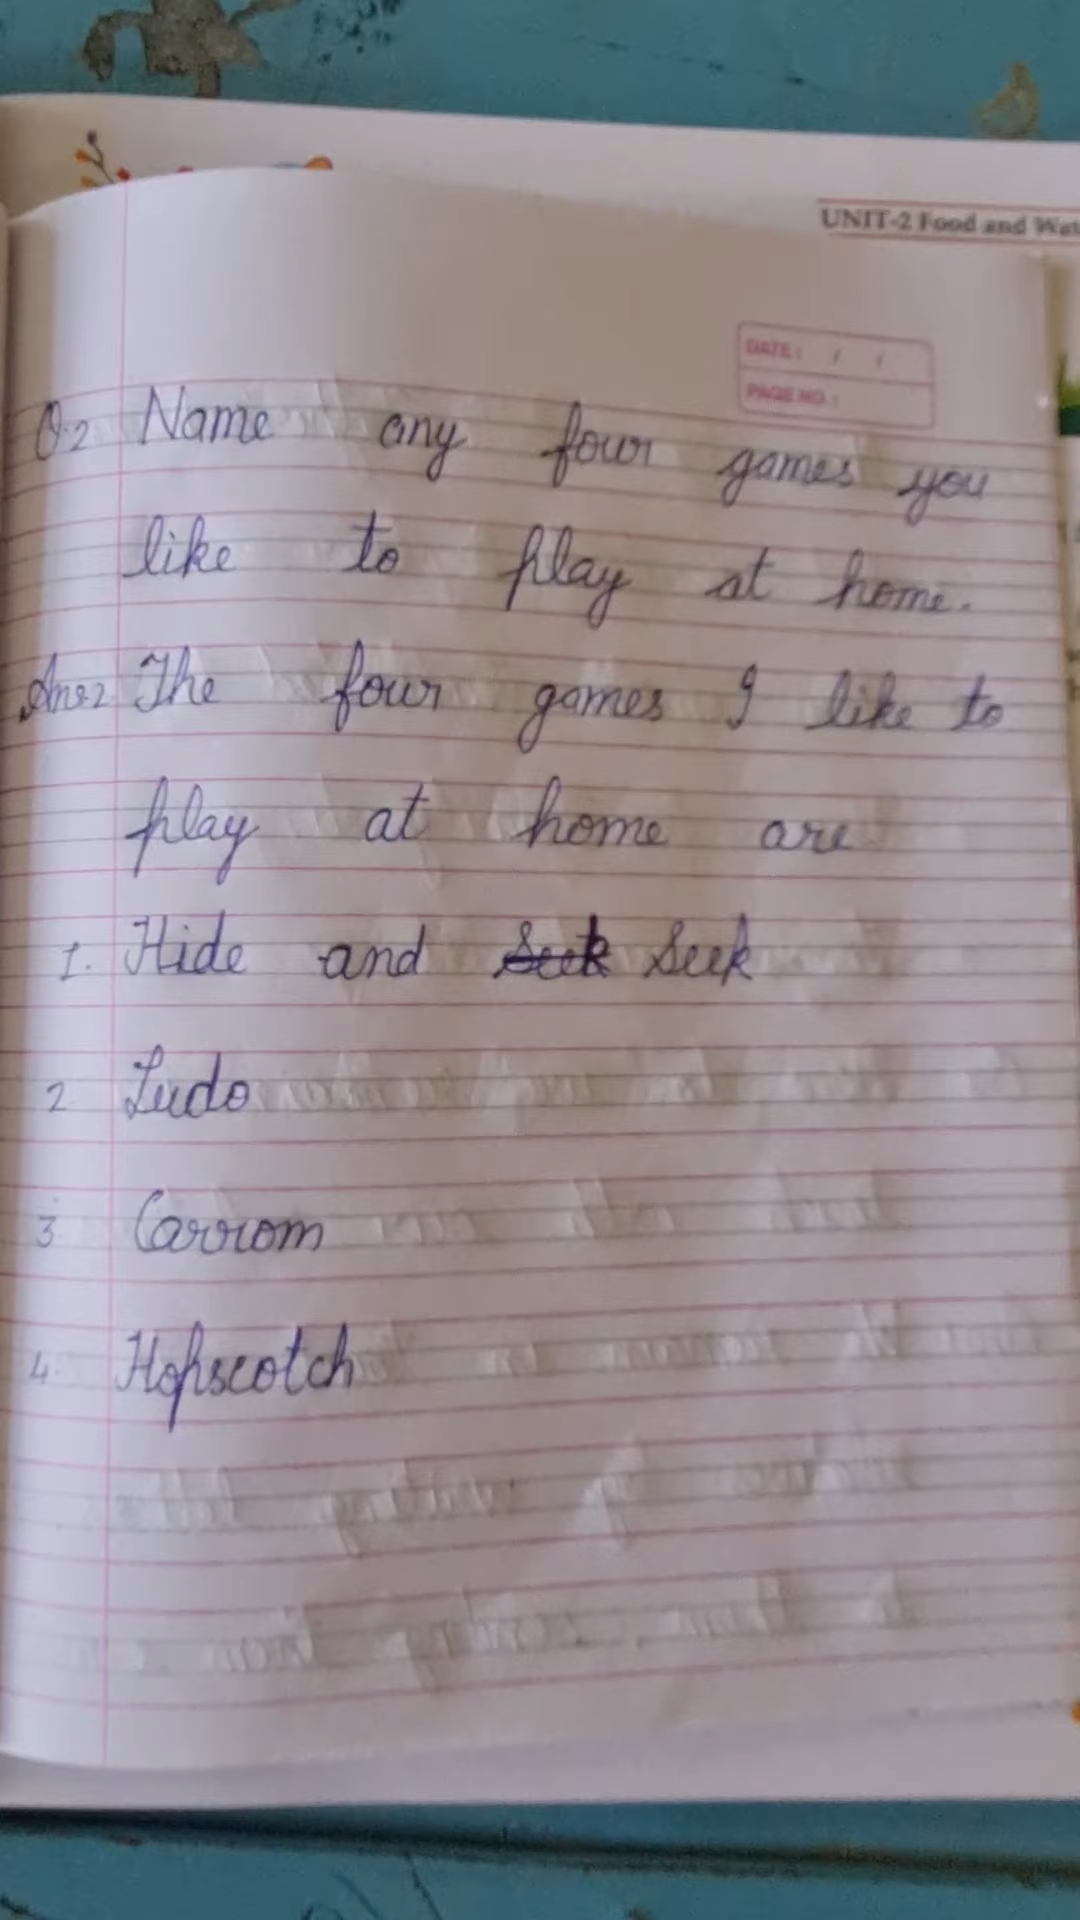 UNIT-2 Food and Wat
DATE: / /
PAGE NO.:
Q.2 Name any four games you
like to play at home.
Ans2 The four games I like to
play at home are
1. Hide and Seek Seek
2. Ludo
3. Carrom
4. Hopscotch